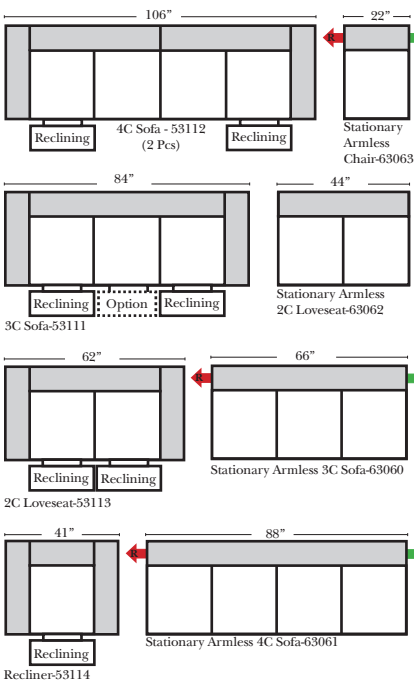 106”
22”
R
Reclining
4C Sofa - 53112
(2 Pcs)
Reclining
Stationary
Armless
Chair-63063
84”
44”
Reclining
Option
Reclining
3C Sofa-53111
Stationary Armless
2C Loveseat-63062
62”
66”
R
Reclining
Reclining
2C Loveseat-53113
Stationary Armless 3C Sofa-63060
41”
88”
R
Reclining
Recliner-53114
Stationary Armless 4C Sofa-63061